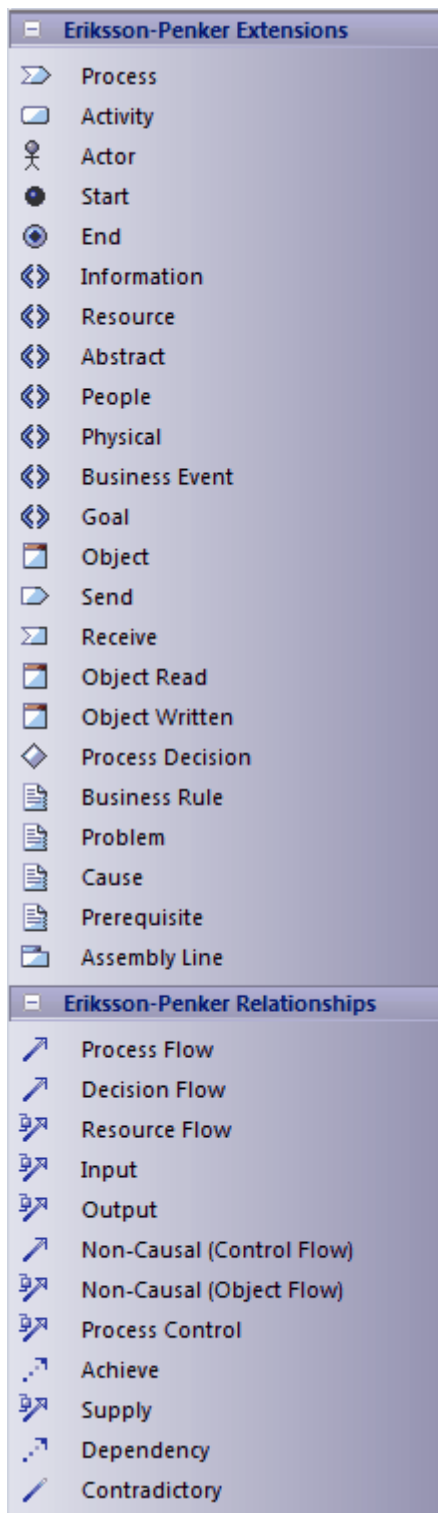 Eriksson-Penker Extensions
Process
Activity
Actor
Start
End
Information
Resource
Abstract
People
Physical
Business Event
Goal
Object
Send
Receive
Object Read
Object Written
Process Decision
Business Rule
Problem
Cause
Prerequisite
Assembly Line
Eriksson-Penker Relationships
Process Flow
Decision Flow
Resource Flow
Input
Output
Non-Causal (Control Flow)
Non-Causal (Object Flow)
Process Control
Achieve
Supply
Dependency
Contradictory